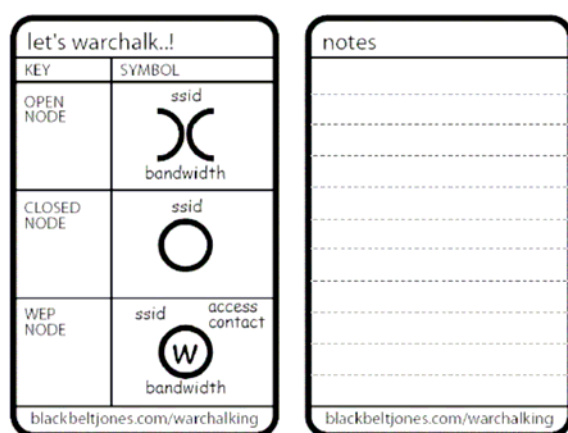 let's warchalk..!
KEY SYMBOL
OPEN
NODE
ssid
bandwidth
CLOSED
NODE
ssid
WEP
NODE
ssid
access
contact
W
bandwidth
blackbeltjones.com/warchalking
notes
blackbeltjones.com/warchalking